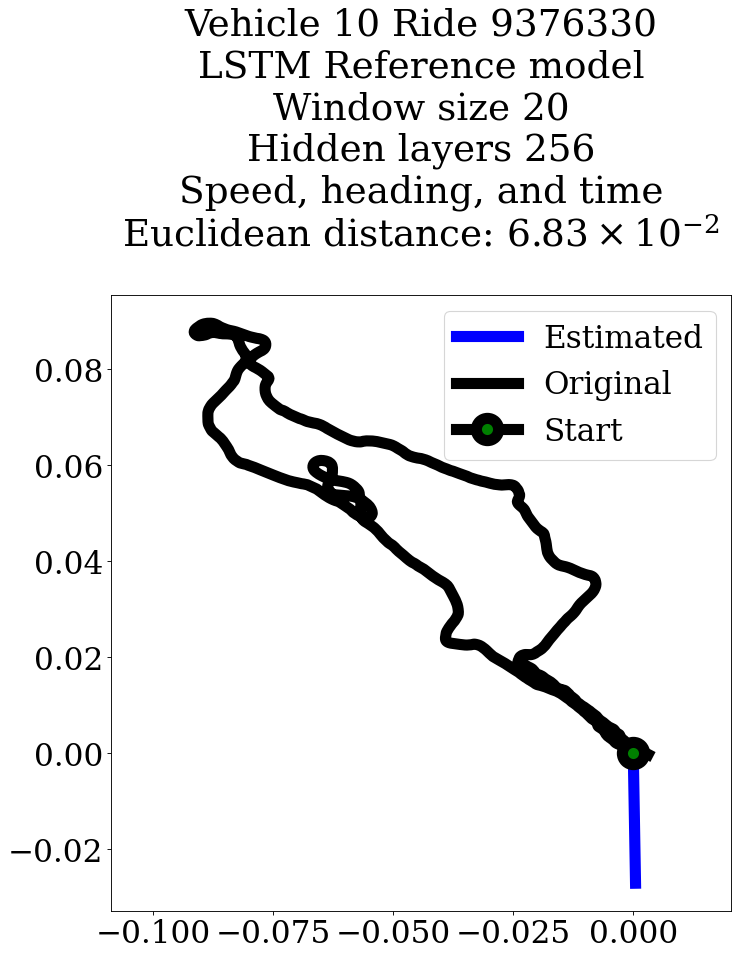 Vehicle 10 Ride 9376330
LSTM Reference model
Window size 20
Hidden layers 256
Speed, heading, and time
Euclidean distance: 6.83 × 10⁻²
Estimated
Original
Start
0.08
0.06
0.04
0.02
0.00
−0.02
−0.100 −0.075 −0.050 −0.025 0.000